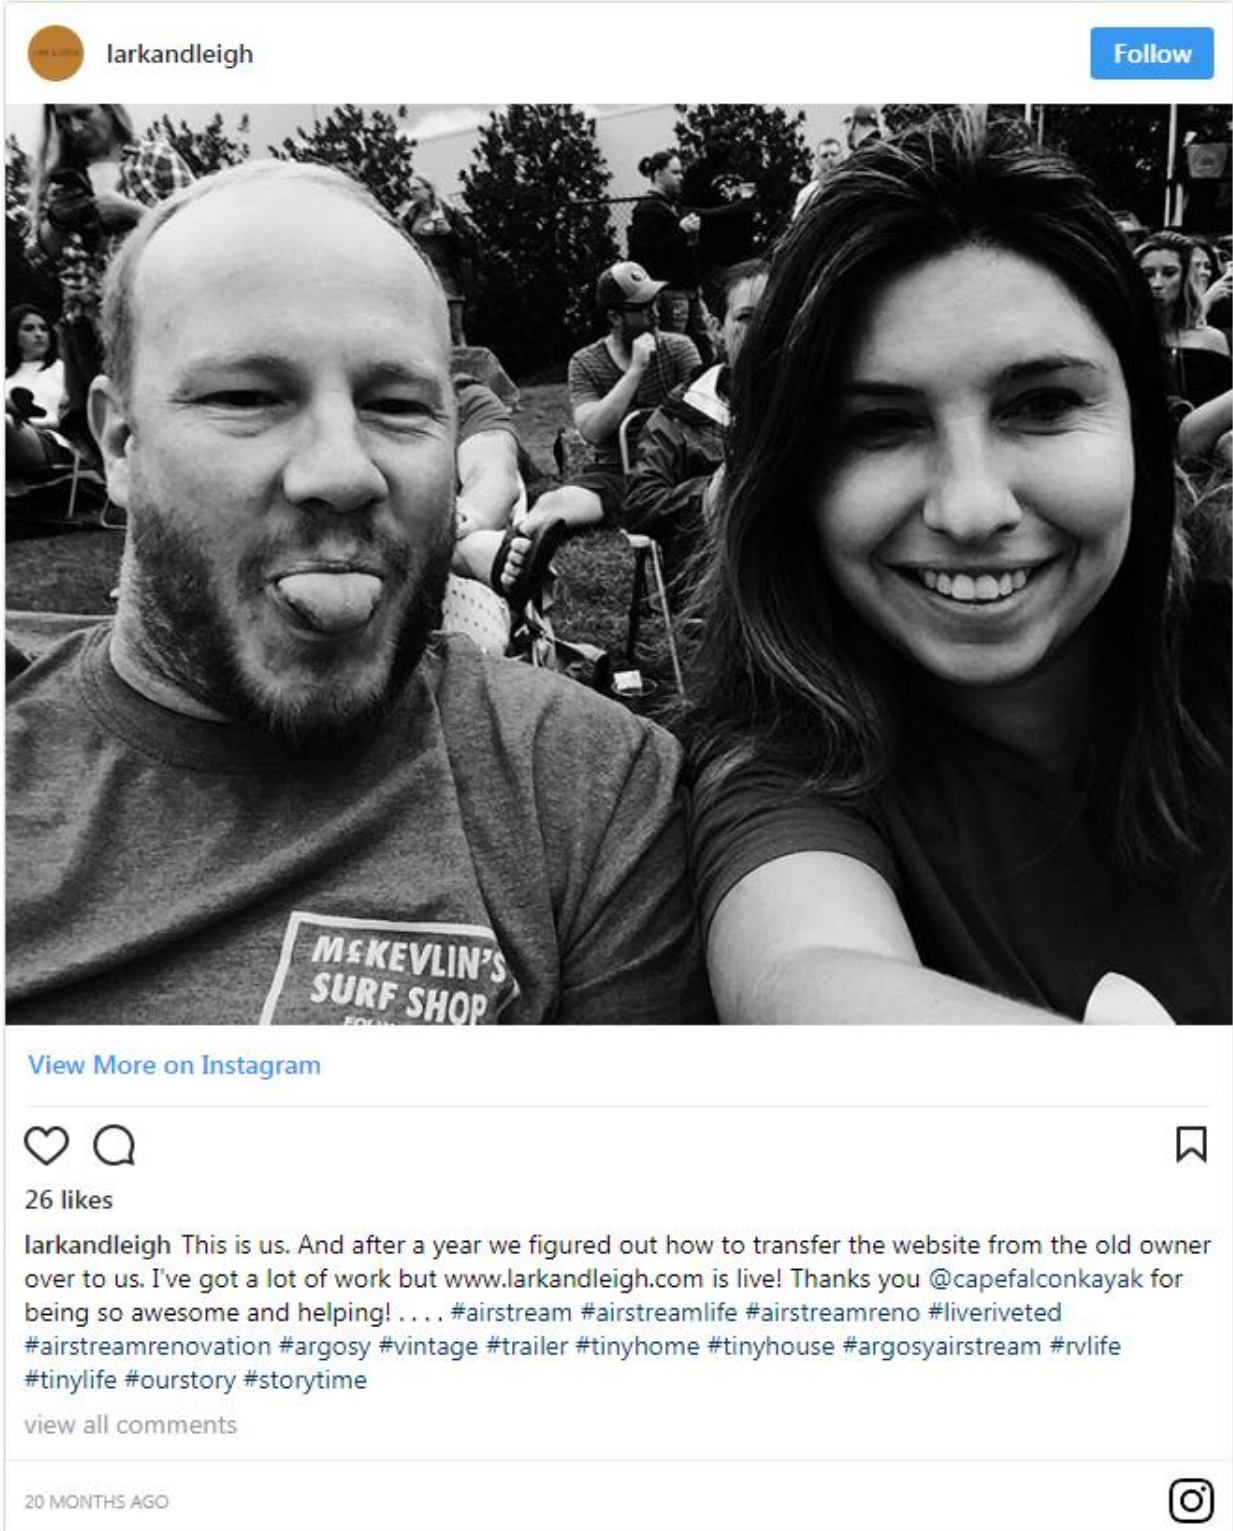 larkandleigh
Follow
McKEVLIN'S
SURF SHOP
View More on Instagram
26 likes
larkandleigh This is us. And after a year we figured out how to transfer the website from the old owner
over to us. I've got a lot of work but www.larkandleigh.com is live! Thanks you @capefalconkayak for
being so awesome and helping! . . . . #airstream #airstreamlife #airstreamreno #liveriveted
#airstreamrenovation #argosy #vintage #trailer #tinyhome #tinyhouse #argosyairstream #rvlife
#tinylife #ourstory #storytime
view all comments
20 MONTHS AGO